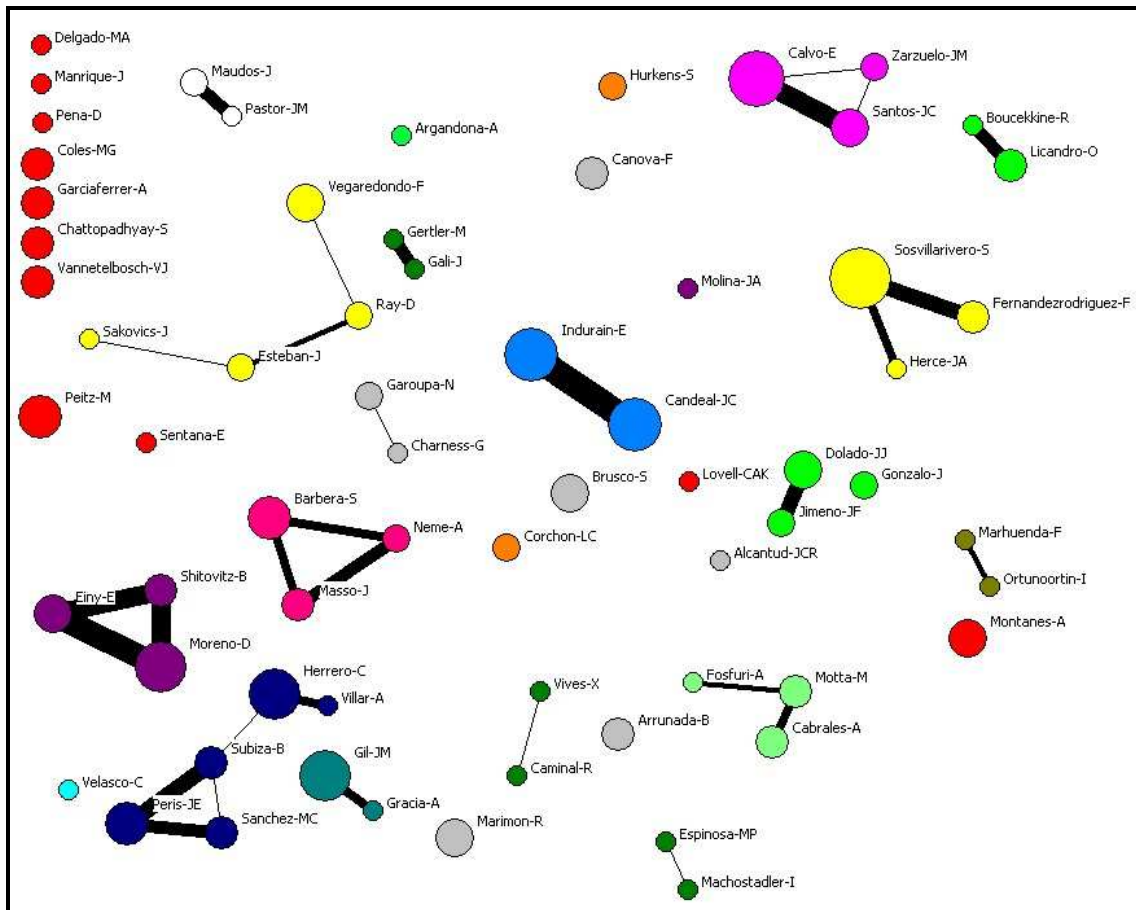 Delgado-MA
Manrique-J
Pena-D
Coles-MG
Garciaferrer-A
Chattopadhyay-S
Vannetelbosch-VJ
Maudos-J
Pastor-JM
Argandona-A
Hurkens-S
Canova-F
Calvo-E
Zarzuelo-JM
Santos-JC
Boucekkine-R
Licandro-O
Vegaredondo-F
Gertler-M
Gali-J
Ray-D
Sakovics-J
Esteban-J
Molina-JA
Sosvillarivero-S
Fernandezrodriguez-F
Herce-JA
Indurain-E
Candeal-JC
Peitz-M
Sentana-E
Garoupa-N
Charness-G
Brusco-S
Lovell-CAK
Dolado-JJ
Gonzalo-J
Jimeno-JF
Alcantud-JCR
Corchon-LC
Barbera-S
Neme-A
Masso-J
Marhuenda-F
Ortunoortin-I
Montanes-A
Shitovitz-B
Einy-E
Moreno-D
Herrero-C
Villar-A
Subiza-B
Velasco-C
Peris-JE
Sanchez-MC
Gil-JM
Gracia-A
Vives-X
Caminal-R
Fosfuri-A
Motta-M
Cabrales-A
Arrunada-B
Marimon-R
Espinosa-MP
Machostadler-I